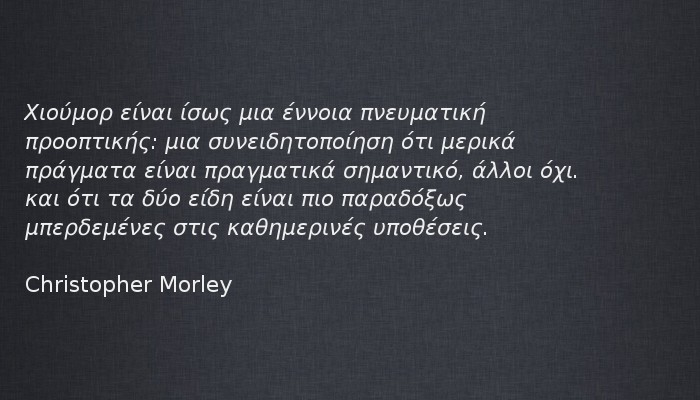 Χιούμορ είναι ίσως μια έννοια πνευματική
προοπτικής: μια συνειδητοποίηση ότι μερικά
πράγματα είναι πραγματικά σημαντικό, άλλοι όχι.
και ότι τα δύο είδη είναι πιο παραδόξως
μπερδεμένες στις καθημερινές υποθέσεις.
Christopher Morley